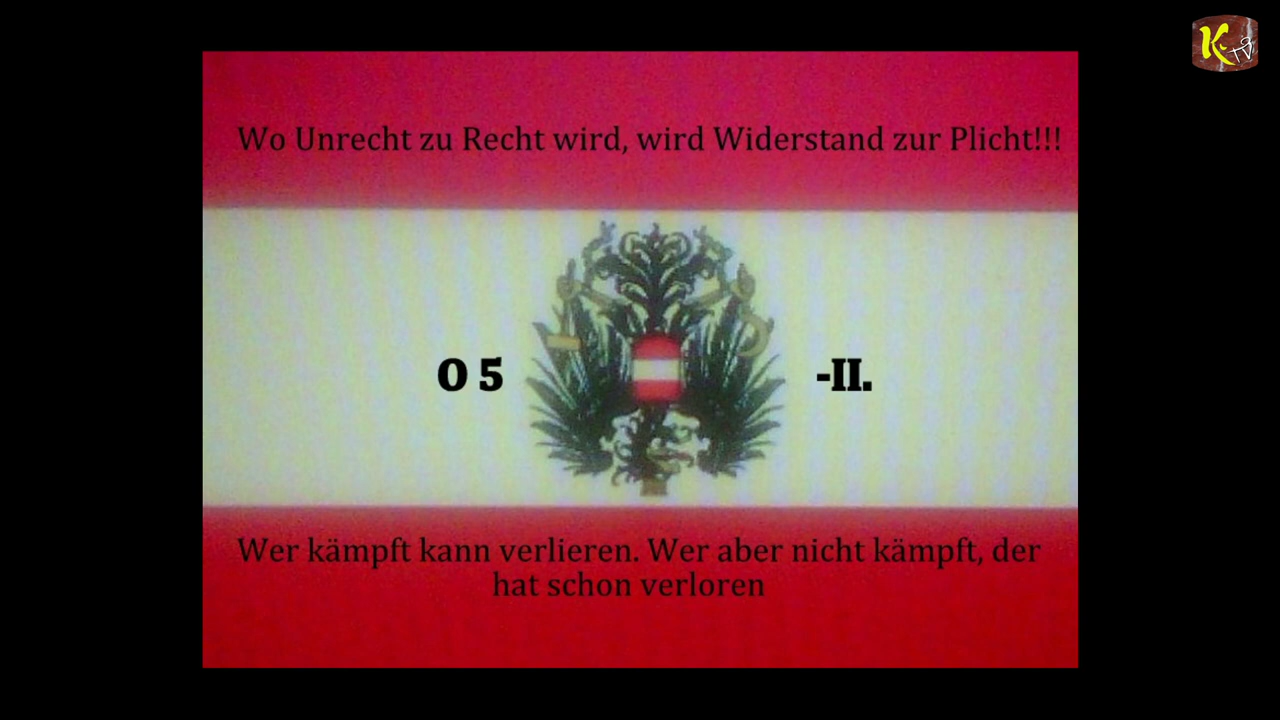 K-TV
Wo Unrecht zu Recht wird, wird Widerstand zur Plicht!!!
O 5
-II.
Wer kämpft kann verlieren. Wer aber nicht kämpft, der
hat schon verloren